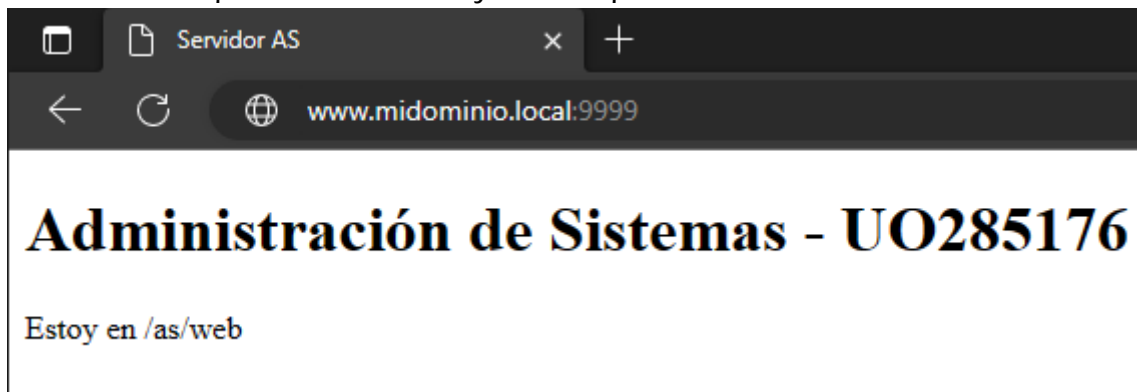 Servidor AS
www.midominio.local:9999
Administración de Sistemas - UO285176
Estoy en /as/web